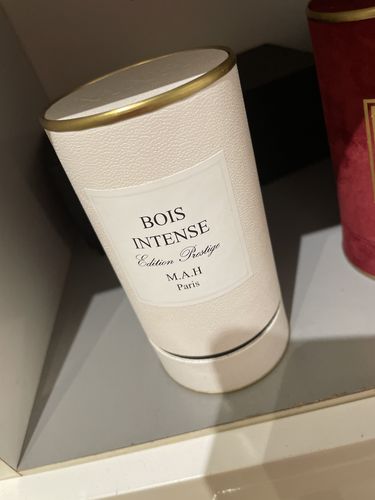 BOIS
INTENSE
Edition Prestige
M.A.H
Paris